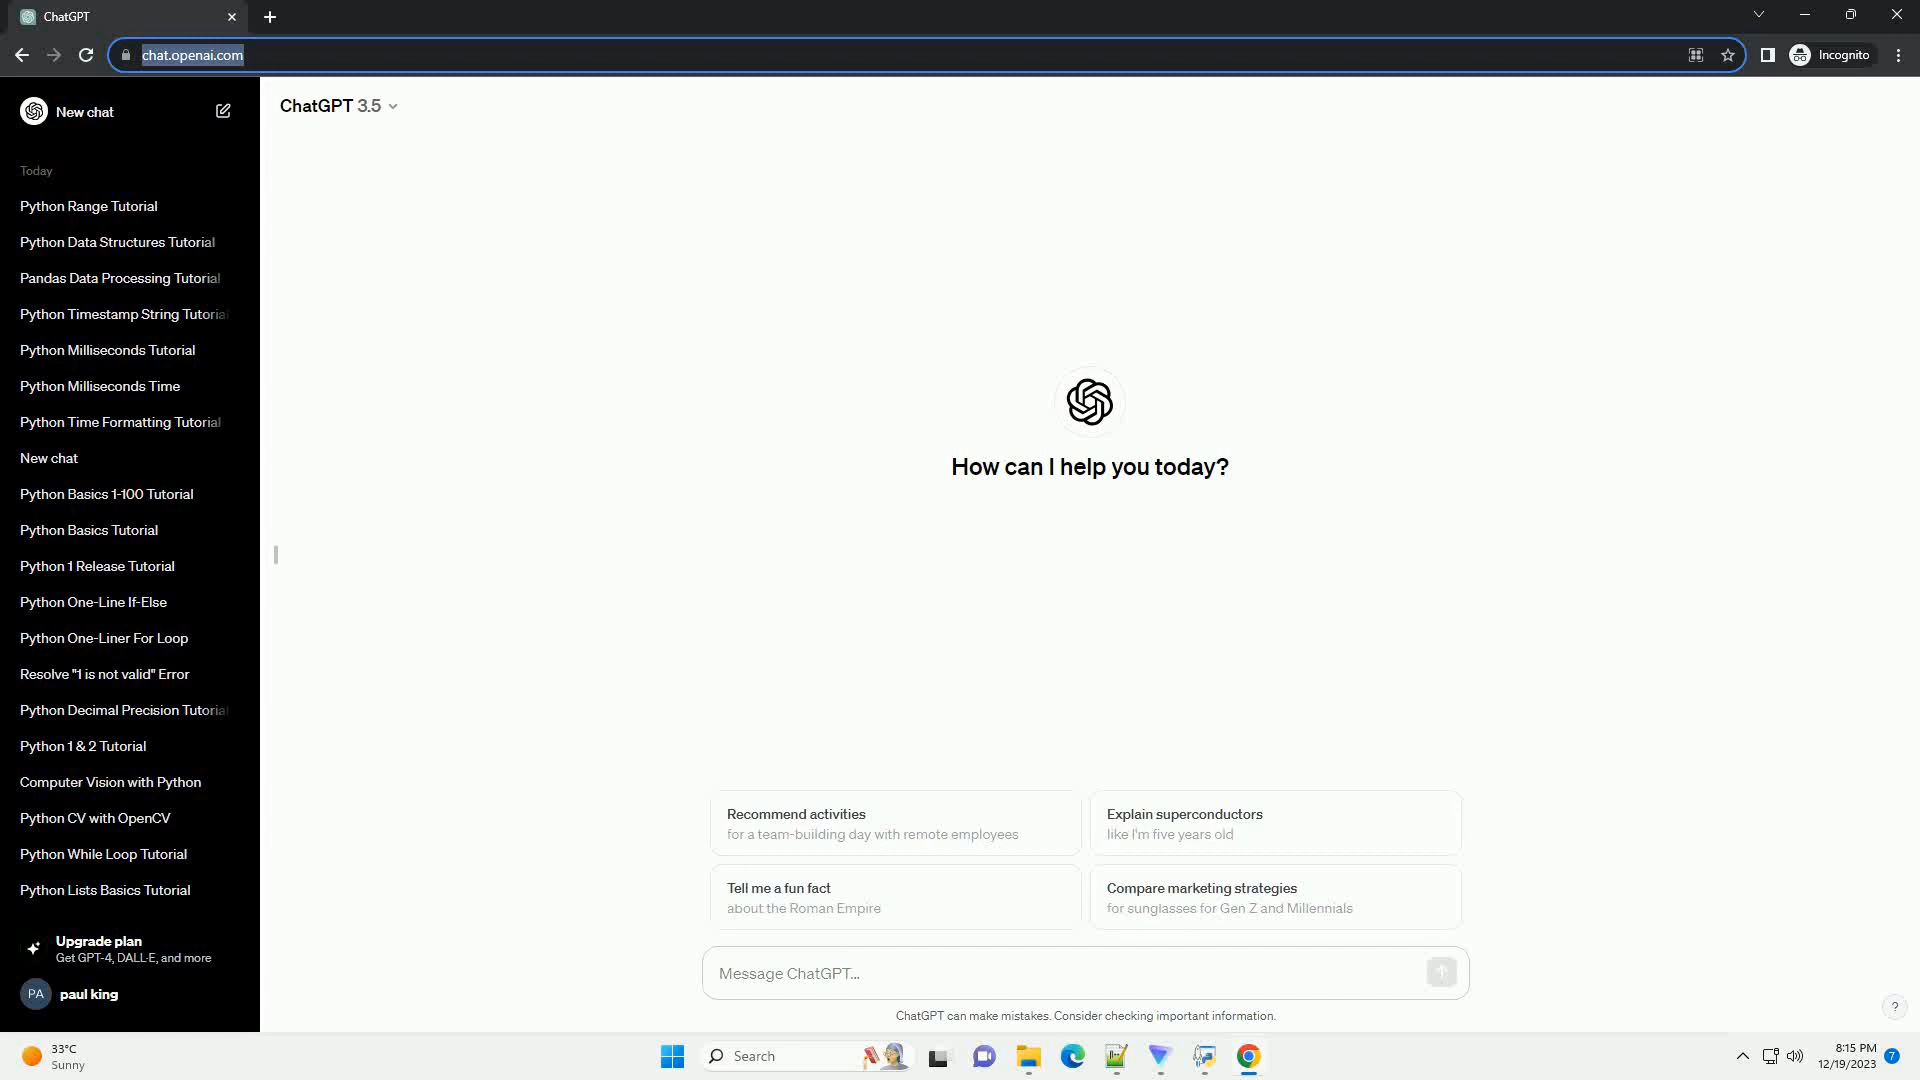 ChatGPT
chat.openai.com
Incognito
New chat
ChatGPT 3.5
Today
Python Range Tutorial
Python Data Structures Tutorial
Pandas Data Processing Tutorial
Python Timestamp String Tutorial
Python Milliseconds Tutorial
Python Milliseconds Time
Python Time Formatting Tutorial
New chat
Python Basics 1-100 Tutorial
Python Basics Tutorial
Python 1 Release Tutorial
Python One-Line If-Else
Python One-Liner For Loop
Resolve "1 is not valid" Error
Python Decimal Precision Tutorial
Python 1 & 2 Tutorial
Computer Vision with Python
Python CV with OpenCV
Python While Loop Tutorial
Python Lists Basics Tutorial
Upgrade plan
Get GPT-4, DALL·E, and more
PA
paul king
How can I help you today?
Recommend activities
for a team-building day with remote employees
Explain superconductors
like I'm five years old
Tell me a fun fact
about the Roman Empire
Compare marketing strategies
for sunglasses for Gen Z and Millennials
Message ChatGPT...
ChatGPT can make mistakes. Consider checking important information.
?
33°C
Sunny
Search
8:15 PM
12/19/2023
7